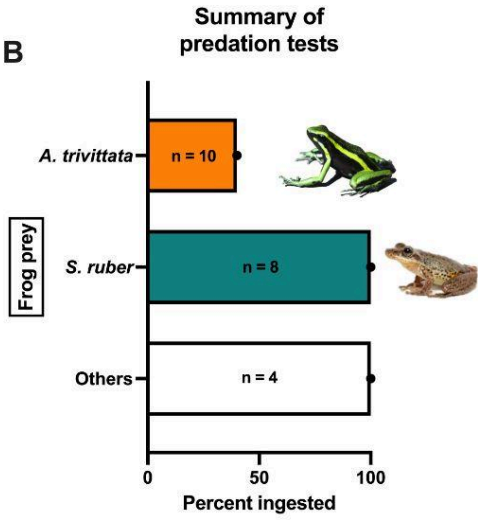 B
Summary of
predation tests
Frog prey
A. trivittata
n = 10
S. ruber
n = 8
Others
n = 4
0
50
100
Percent ingested